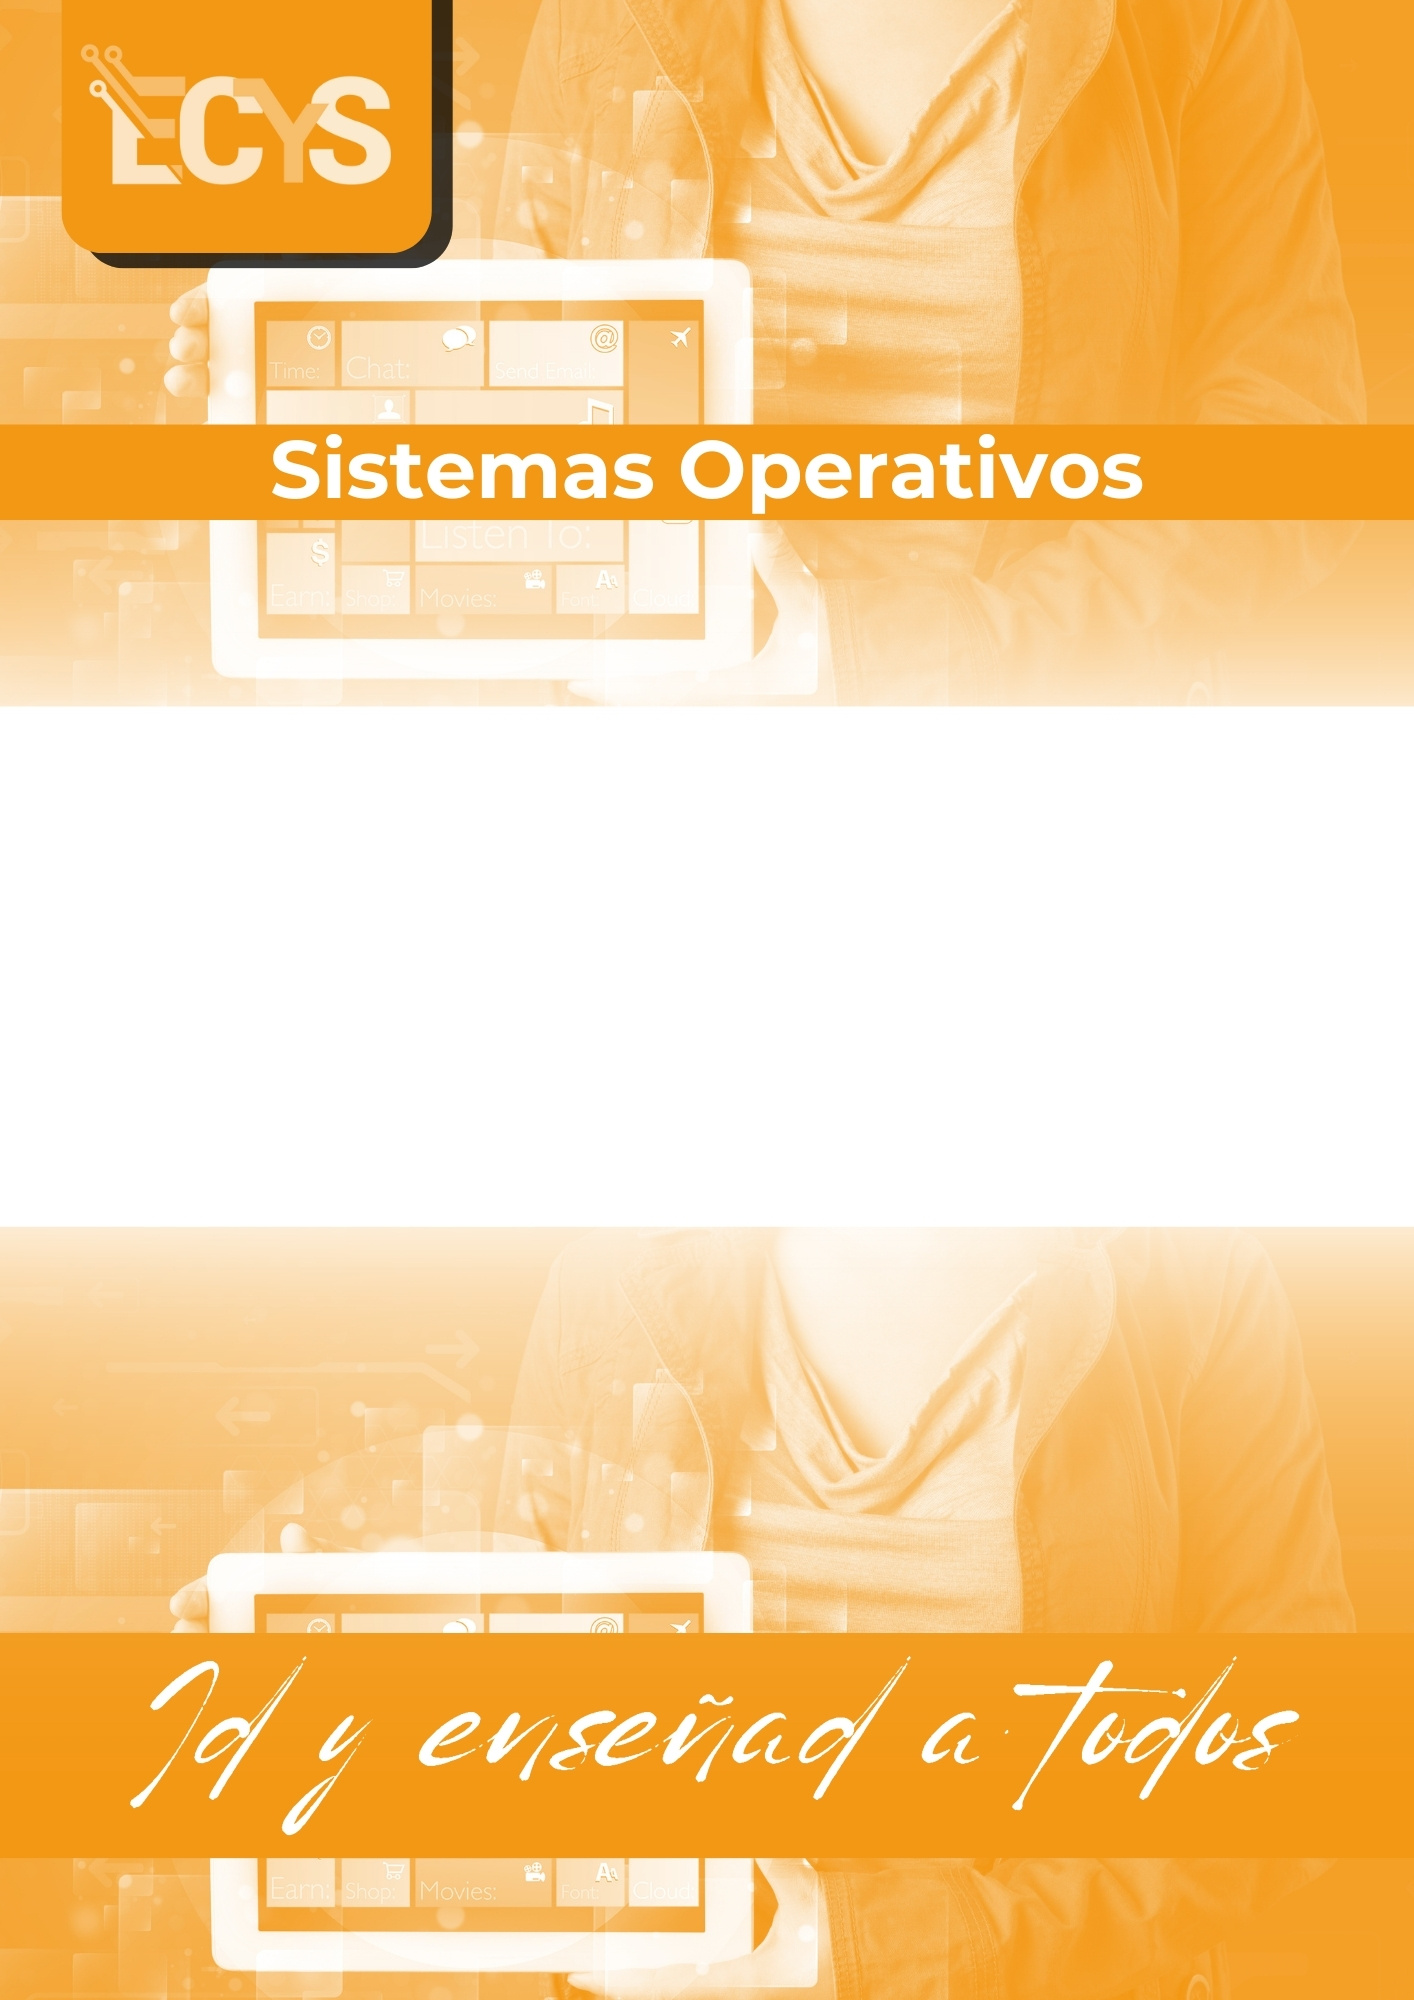 ECYS
Time: Chat: Send Email:
Sistemas Operativos
Listen To:
Earn: Shop: Movies: Font: Cloud:
Id y enseñad a todos
Earn: Shop: Movies: Font: Cloud: